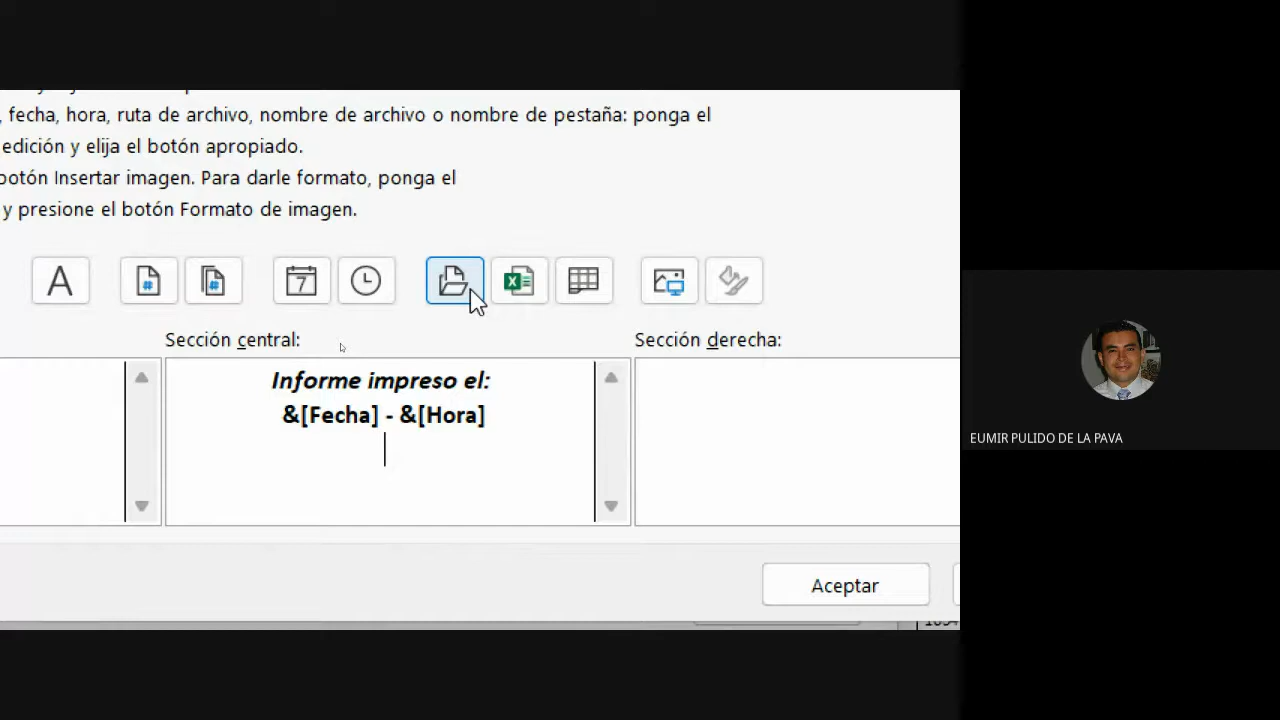 , fecha, hora, ruta de archivo, nombre de archivo o nombre de pestaña: ponga el
edición y elija el botón apropiado.
botón Insertar imagen. Para darle formato, ponga el
y presione el botón Formato de imagen.
A
7
Sección central:
Sección derecha:
Informe impreso el:
&[Fecha] - &[Hora]
Aceptar
EUMIR PULIDO DE LA PAVA